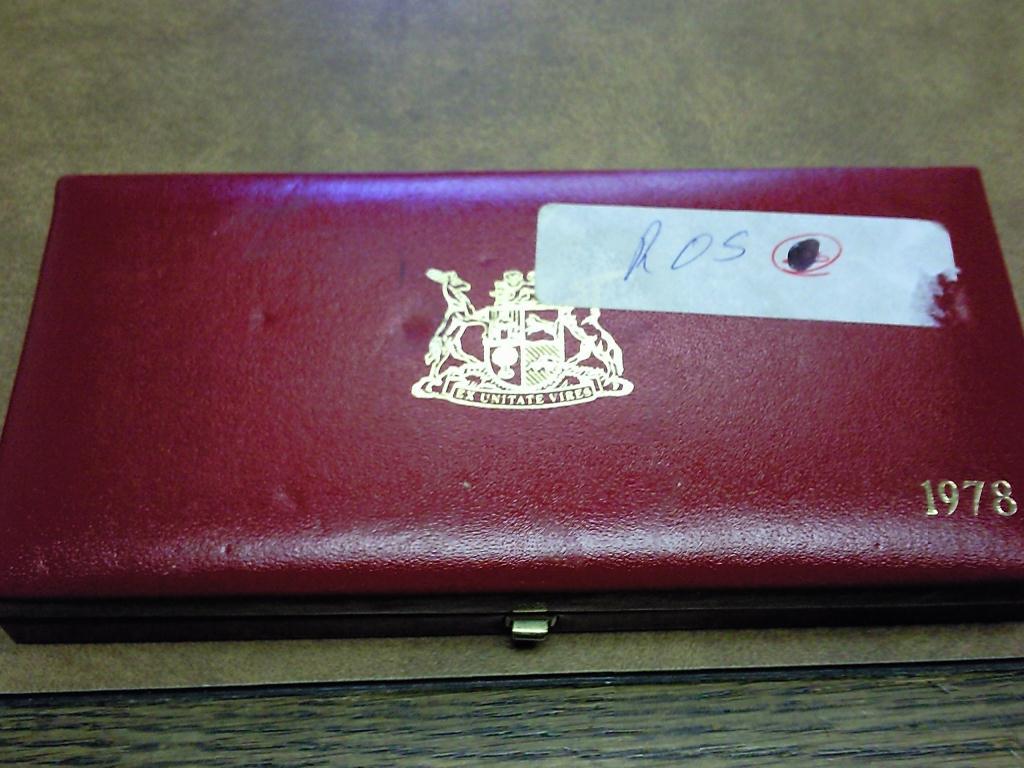 ROS
EX UNITATE VIRES
1978